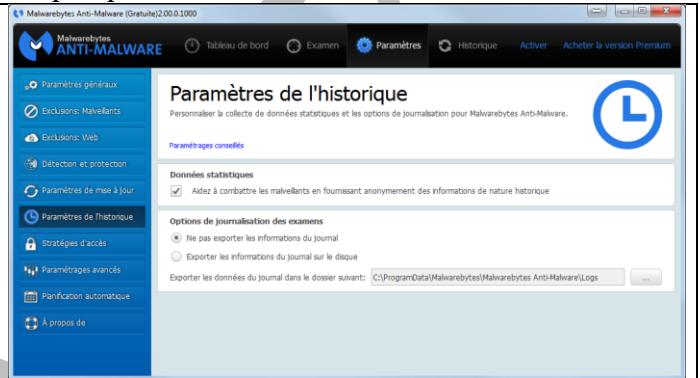 Malwarebytes Anti-Malware (Gratuite)2.00.0.1000
Malwarebytes
ANTI-MALWARE
Tableau de bord
Examen
Paramètres
Historique
Activer
Acheter la version Premium
Paramètres généraux
Exclusions: Malveillants
Exclusions: Web
Détection et protection
Paramètres de mise à jour
Paramètres de l'historique
Stratégies d'accès
Paramétrages avancés
Planification automatique
À propos de
Paramètres de l'historique
Personnaliser la collecte de données statistiques et les options de journalisation pour Malwarebytes Anti-Malware.
Paramétrages conseillés
Données statistiques
Aidez à combattre les malveillants en fournissant anonymement des informations de nature historique
Options de journalisation des examens
Ne pas exporter les informations du journal
Exporter les informations du journal sur le disque
Exporter les données du journal dans le dossier suivant: C:\ProgramData\Malwarebytes\Malwarebytes Anti-Malware\Logs ...